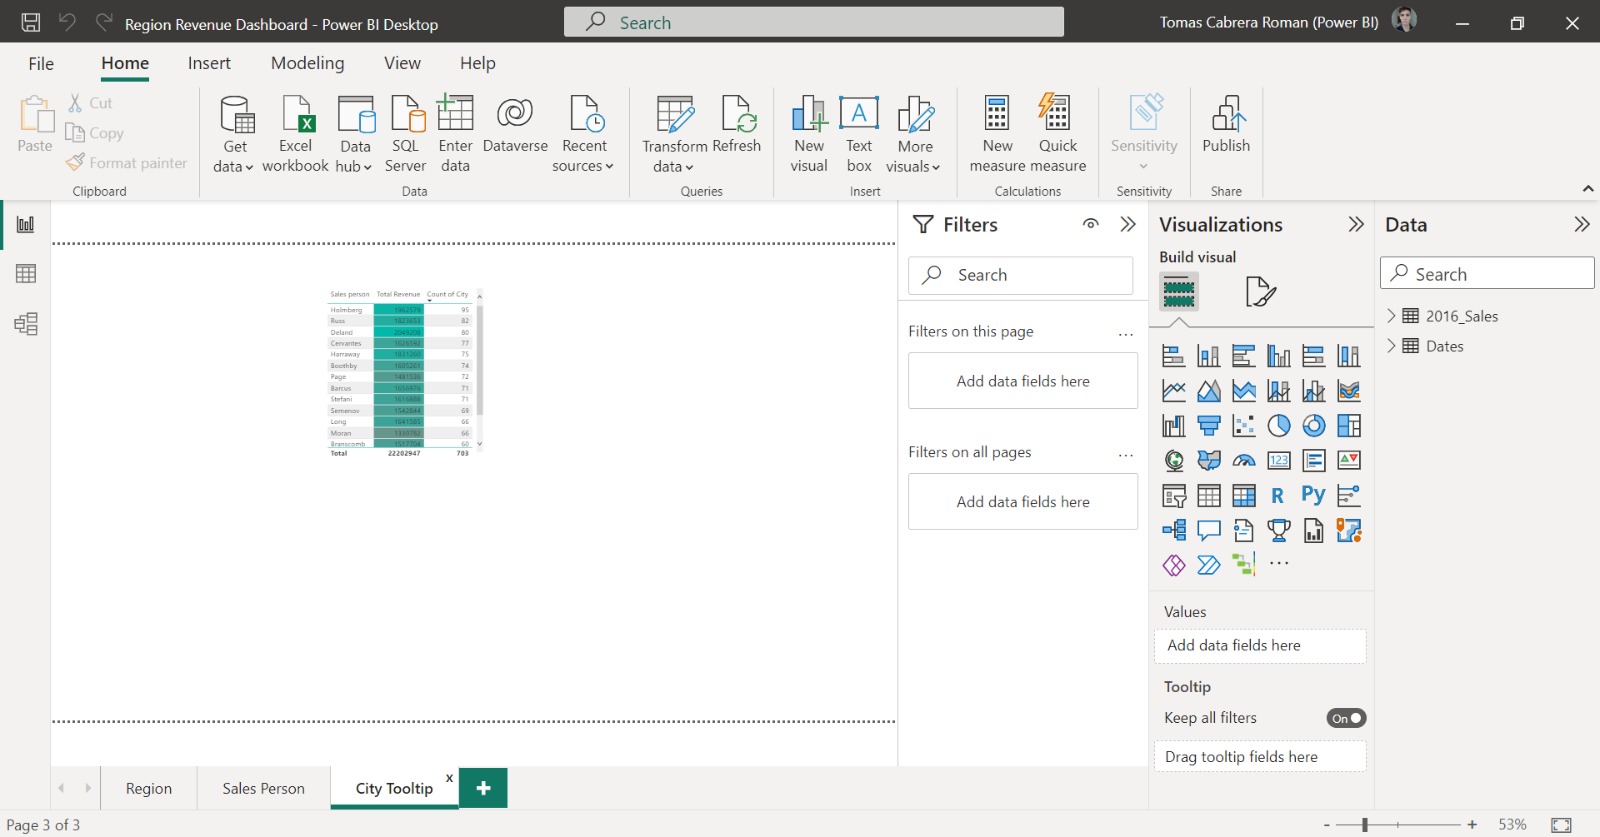 Region Revenue Dashboard - Power BI Desktop
Search
Tomas Cabrera Roman (Power BI)
File
Home
Insert
Modeling
View
Help
Paste
Cut
Copy
Format painter
Clipboard
Get data
Excel workbook
Data hub
SQL Server
Enter data
Dataverse
Recent sources
Data
Transform data
Refresh
Queries
New visual
Text box
More visuals
Insert
New measure
Quick measure
Calculations
Sensitivity
Sensitivity
Publish
Share
Sales person Total Revenue Count of City
Holmberg 1962579 95
Russ 1823653 82
Deland 2049208 80
Cervantes 1626592 77
Harraway 1831260 75
Boothby 1605261 74
Page 1481536 72
Barcus 1656976 71
Stefani 1616888 71
Semenov 1542844 69
Long 1641585 66
Moran 1330782 66
Branscomb 1517704 60
Total 22202947 703
Filters
Search
Filters on this page
...
Add data fields here
Filters on all pages
...
Add data fields here
Visualizations
Build visual
123
R
Py
...
Values
Add data fields here
Tooltip
Keep all filters
On
Drag tooltip fields here
Data
Search
2016_Sales
Dates
Region
Sales Person
City Tooltip
x
+
Page 3 of 3
- + 53%